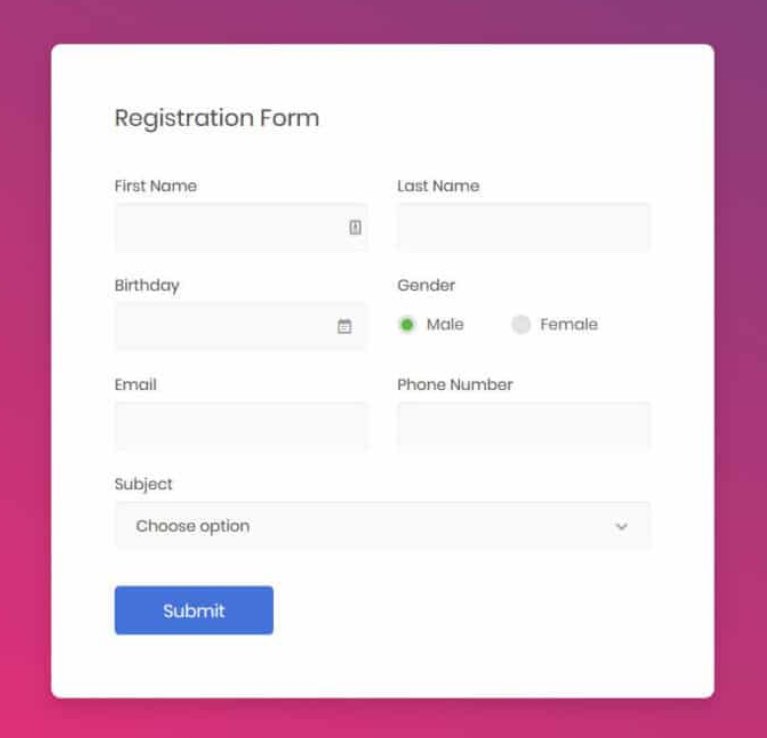 Registration Form
First Name Last Name
Birthday Gender
Male Female
Email Phone Number
Subject
Choose option
Submit